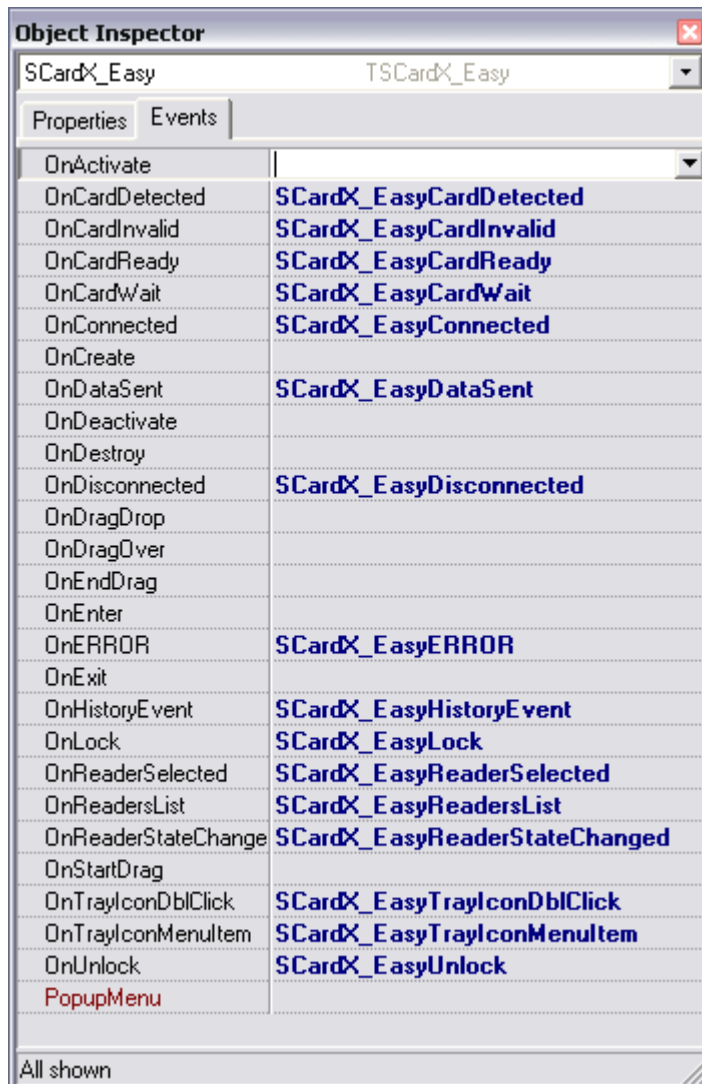 Object Inspector
SCardX_Easy TSCardX_Easy
Properties Events
OnActivate
OnCardDetected SCardX_EasyCardDetected
OnCardInvalid SCardX_EasyCardInvalid
OnCardReady SCardX_EasyCardReady
OnCardWait SCardX_EasyCardWait
OnConnected SCardX_EasyConnected
OnCreate
OnDataSent SCardX_EasyDataSent
OnDeactivate
OnDestroy
OnDisconnected SCardX_EasyDisconnected
OnDragDrop
OnDragOver
OnEndDrag
OnEnter
OnERROR SCardX_EasyERROR
OnExit
OnHistoryEvent SCardX_EasyHistoryEvent
OnLock SCardX_EasyLock
OnReaderSelected SCardX_EasyReaderSelected
OnReadersList SCardX_EasyReadersList
OnReaderStateChange SCardX_EasyReaderStateChanged
OnStartDrag
OnTrayIconDblClick SCardX_EasyTrayIconDblClick
OnTrayIconMenuItem SCardX_EasyTrayIconMenuItem
OnUnlock SCardX_EasyUnlock
PopupMenu
All shown